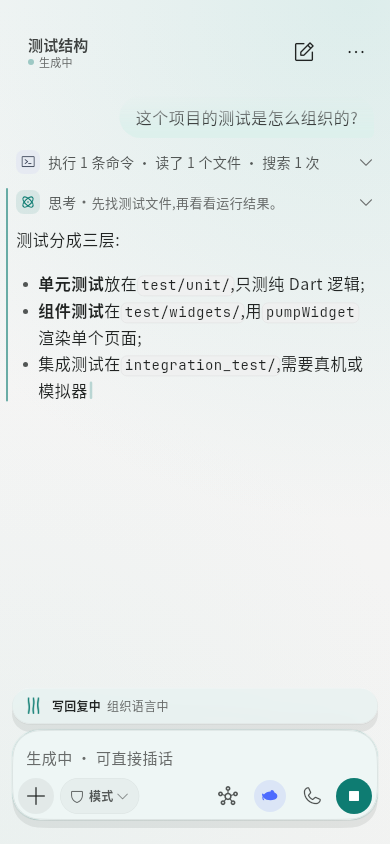 测试结构
生成中
这个项目的测试是怎么组织的?
执行 1 条命令 · 读了 1 个文件 · 搜索 1 次
思考 · 先找测试文件,再看看运行结果。
测试分成三层:
• 单元测试放在 test/unit/,只测纯 Dart 逻辑;
• 组件测试在 test/widgets/,用 pumpWidget
渲染单个页面;
• 集成测试在 integration_test/,需要真机或
模拟器
写回复中 组织语言中
生成中 · 可直接插话
模式